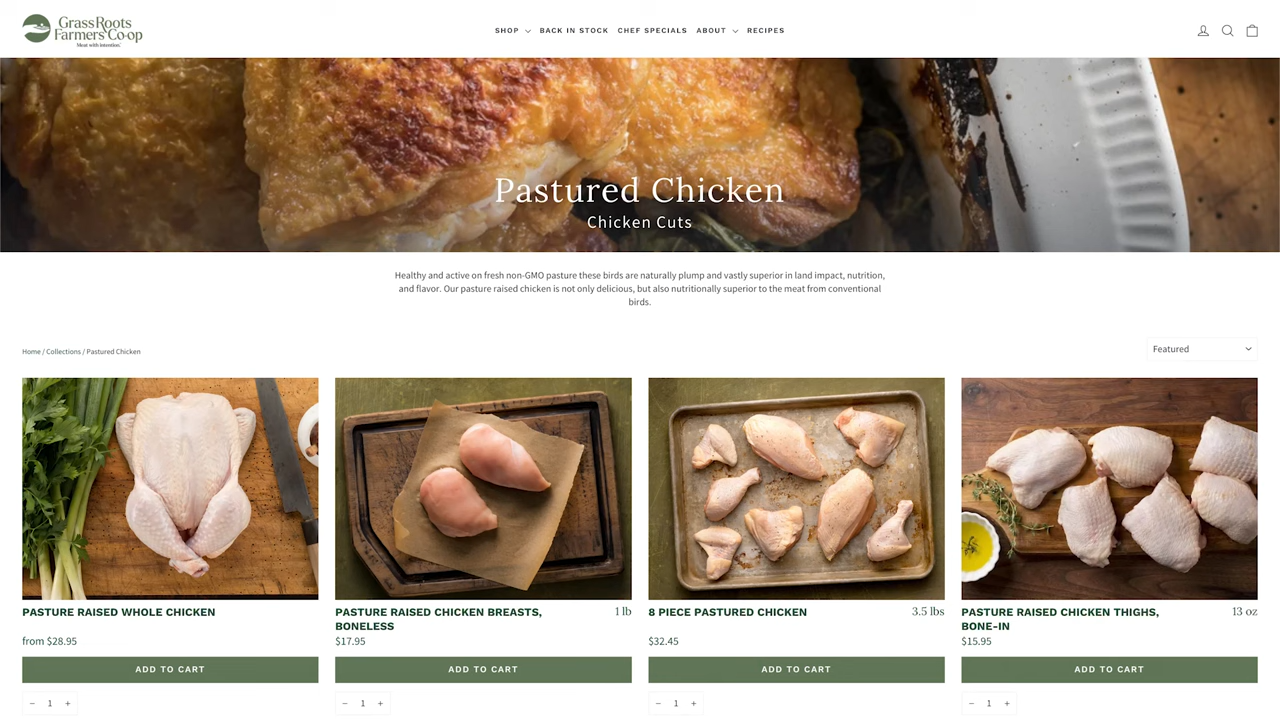 GrassRoots
Farmers' Co-op
Meat with intention.
SHOP BACK IN STOCK CHEF SPECIALS ABOUT RECIPES
Pastured Chicken
Chicken Cuts
Healthy and active on fresh non-GMO pasture these birds are naturally plump and vastly superior in land impact, nutrition,
and flavor. Our pasture raised chicken is not only delicious, but also nutritionally superior to the meat from conventional
birds.
Home / Collections / Pastured Chicken
Featured
PASTURE RAISED WHOLE CHICKEN
from $28.95
ADD TO CART
− 1 +
PASTURE RAISED CHICKEN BREASTS, 1 lb
BONELESS
$17.95
ADD TO CART
− 1 +
8 PIECE PASTURED CHICKEN 3.5 lbs
$32.45
ADD TO CART
− 1 +
PASTURE RAISED CHICKEN THIGHS, 13 oz
BONE-IN
$15.95
ADD TO CART
− 1 +